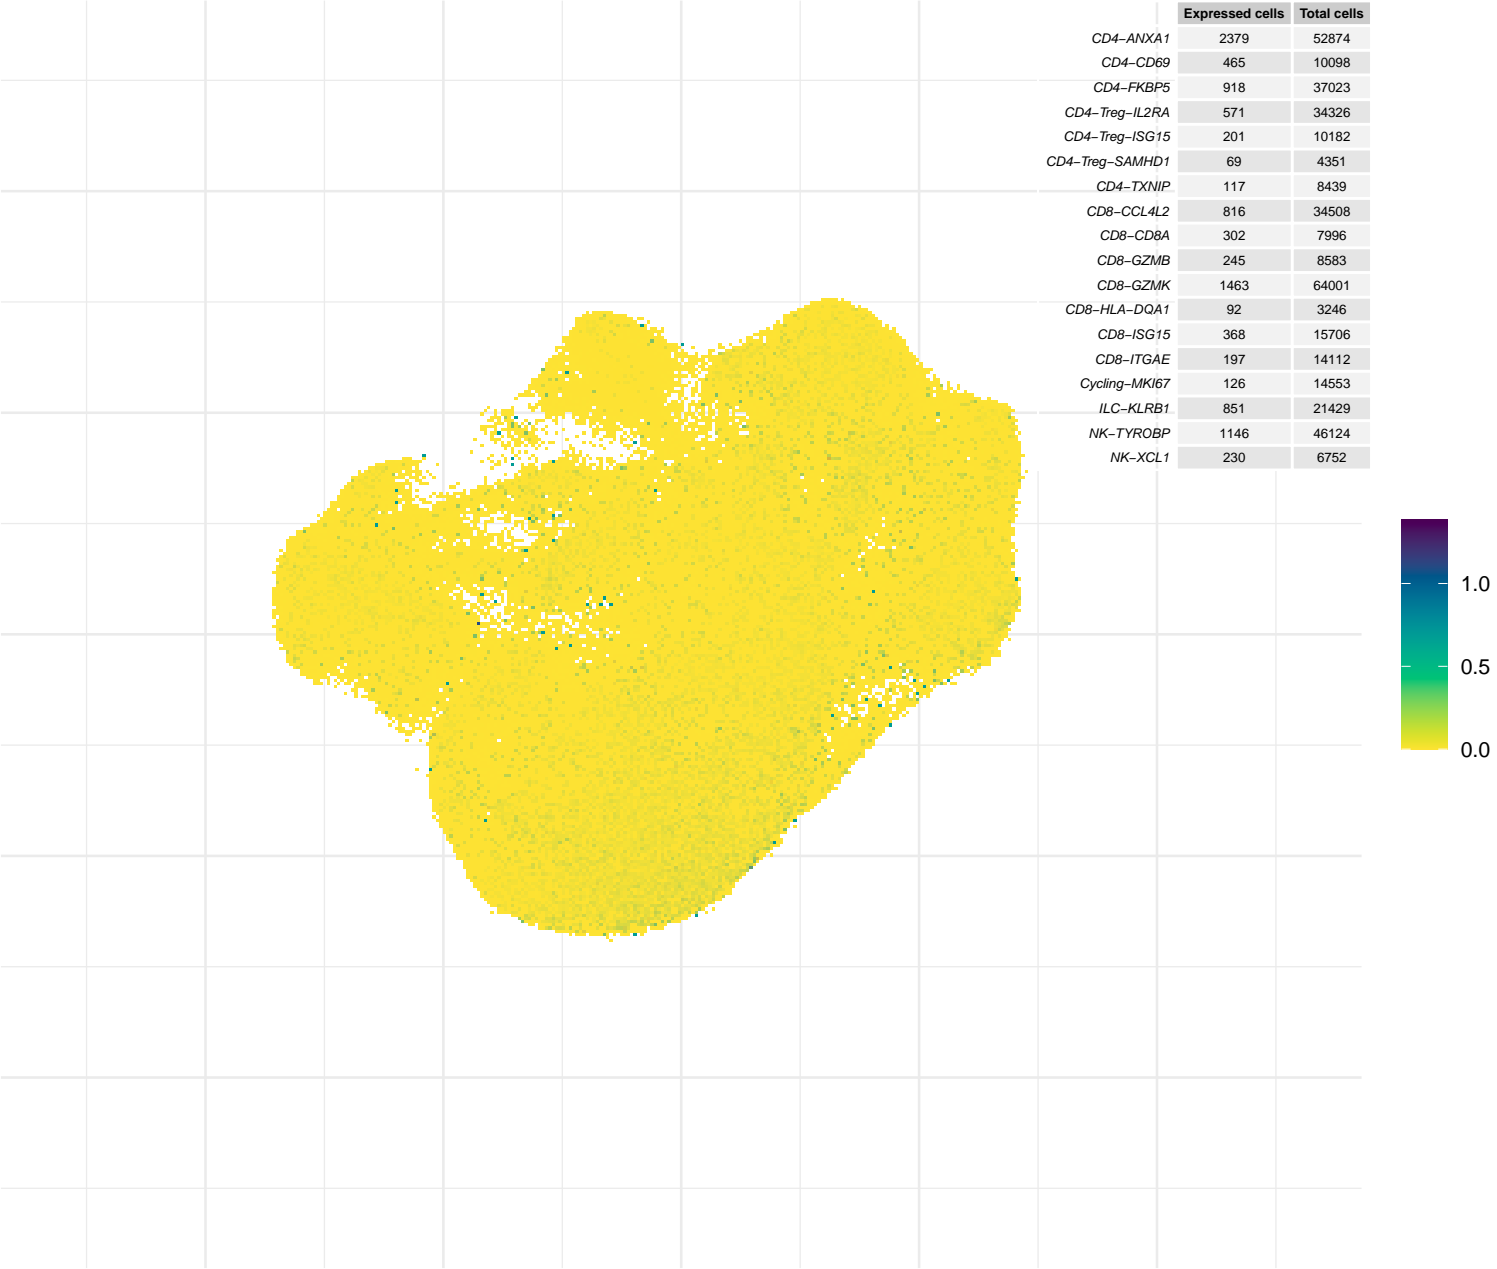 Expressed cells Total cells
CD4−ANXA1 2379 52874
CD4−CD69 465 10098
CD4−FKBP5 918 37023
CD4−Treg−IL2RA 571 34326
CD4−Treg−ISG15 201 10182
CD4−Treg−SAMHD1 69 4351
CD4−TXNIP 117 8439
CD8−CCL4L2 816 34508
CD8−CD8A 302 7996
CD8−GZMB 245 8583
CD8−GZMK 1463 64001
CD8−HLA−DQA1 92 3246
CD8−ISG15 368 15706
CD8−ITGAE 197 14112
Cycling−MKI67 126 14553
ILC−KLRB1 851 21429
NK−TYROBP 1146 46124
NK−XCL1 230 6752
1.0
0.5
0.0